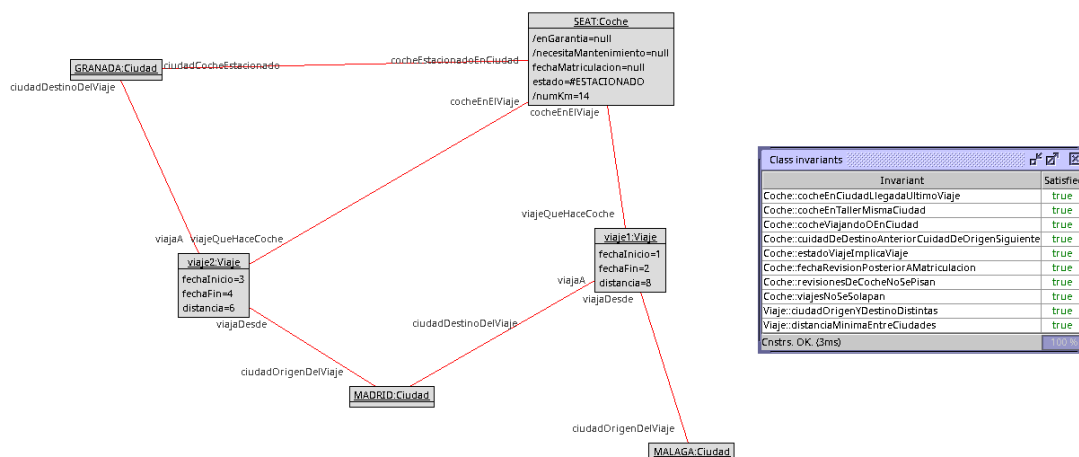 SEAT:Coche
/enGarantia=null
/necesitaMantenimiento=null
fechaMatriculacion=null
estado=#ESTACIONADO
/numKm=14
GRANADA:Ciudad
ciudadCocheEstacionado
cocheEstacionadoEnCiudad
ciudadDestinoDelViaje
cocheEnElViaje
cocheEnElViaje
Class invariants
Invariant
Satisfied
Coche::cocheEnCiudadLlegadaUltimoViaje
true
Coche::cocheEnTallerMismaCiudad
true
Coche::cocheViajandoOEnCiudad
true
Coche::cuidadDeDestinoAnteriorCuidadDeOrigenSiguiente
true
Coche::estadoViajeImplicaViaje
true
Coche::fechaRevisionPosteriorAMatriculacion
true
Coche::revisionesDeCocheNoSePisan
true
Coche::viajesNoSeSolapan
true
Viaje::ciudadOrigenYDestinoDistintas
true
Viaje::distanciaMinimaEntreCiudades
true
Cnstrs. OK. (3ms)
100 %
viajeQueHaceCoche
viajaA
viajeQueHaceCoche
viaje1:Viaje
fechaInicio=1
fechaFin=2
distancia=8
viaje2:Viaje
fechaInicio=3
fechaFin=4
distancia=6
viajaA
viajaDesde
viajaDesde
ciudadDestinoDelViaje
ciudadOrigenDelViaje
MADRID:Ciudad
ciudadOrigenDelViaje
MALAGA:Ciudad